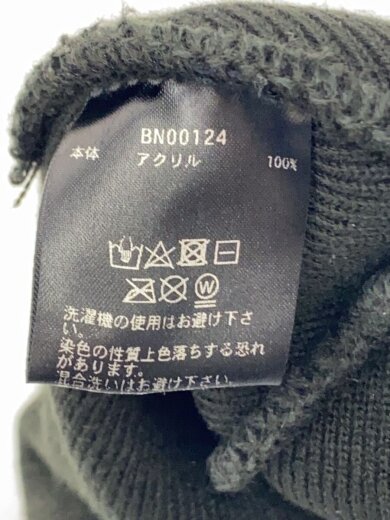 BN00124
本体 アクリル 100%
W
洗濯機の使用はお避け下さ
い。
染色の性質上色落ちする恐れ
があります。
混合洗いはお避け下さい。